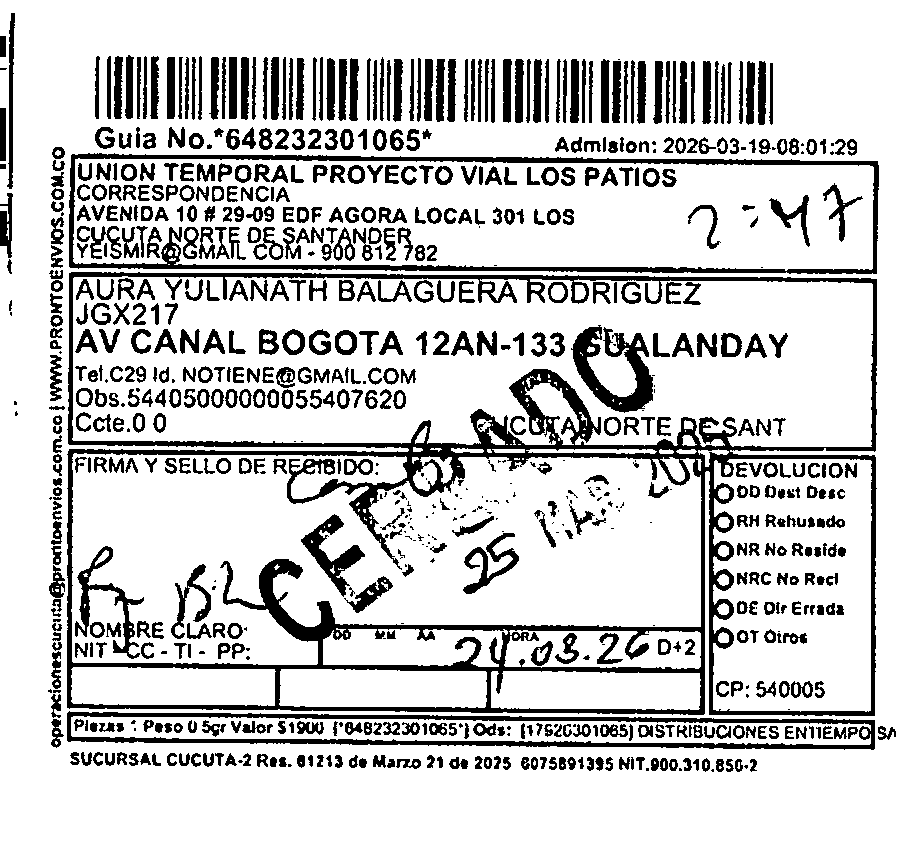 Guia No.*648232301065*
Admision: 2026-03-19-08:01:29
UNION TEMPORAL PROYECTO VIAL LOS PATIOS
CORRESPONDENCIA
AVENIDA 10 # 29-09 EDF AGORA LOCAL 301 LOS
CUCUTA NORTE DE SANTANDER
YEISMIR@GMAIL COM - 900 812 782
2:47
AURA YULIANATH BALAGUERA RODRIGUEZ
JGX217
AV CANAL BOGOTA 12AN-133 GUALANDAY
Tel.C29 Id. NOTIENE@GMAIL.COM
Obs.54405000000055407620
Ccte.0 0
CUCUTA NORTE DE SANT
CERRADO
25 MAR
FIRMA Y SELLO DE RECIBIDO:
NOMBRE CLARO:
NIT - CC - TI - PP:
DD MM AA HORA
24.03.26
D+2
DEVOLUCION
DD Dest Desc
RH Rehusado
NR No Reside
NRC No Recl
DE Dir Errada
OT Otros
CP: 540005
Piezas 1 Peso 0 5gr Valor $1900 [*648232301065*] Ods: [17526301065] DISTRIBUCIONES ENTIEMPO SA
SUCURSAL CUCUTA-2 Res. 61213 de Marzo 21 de 2025 6075891395 NIT.900.310.856-2
operacionescucuta@prontoenvios.com.co | WWW.PRONTOENVIOS.COM.CO